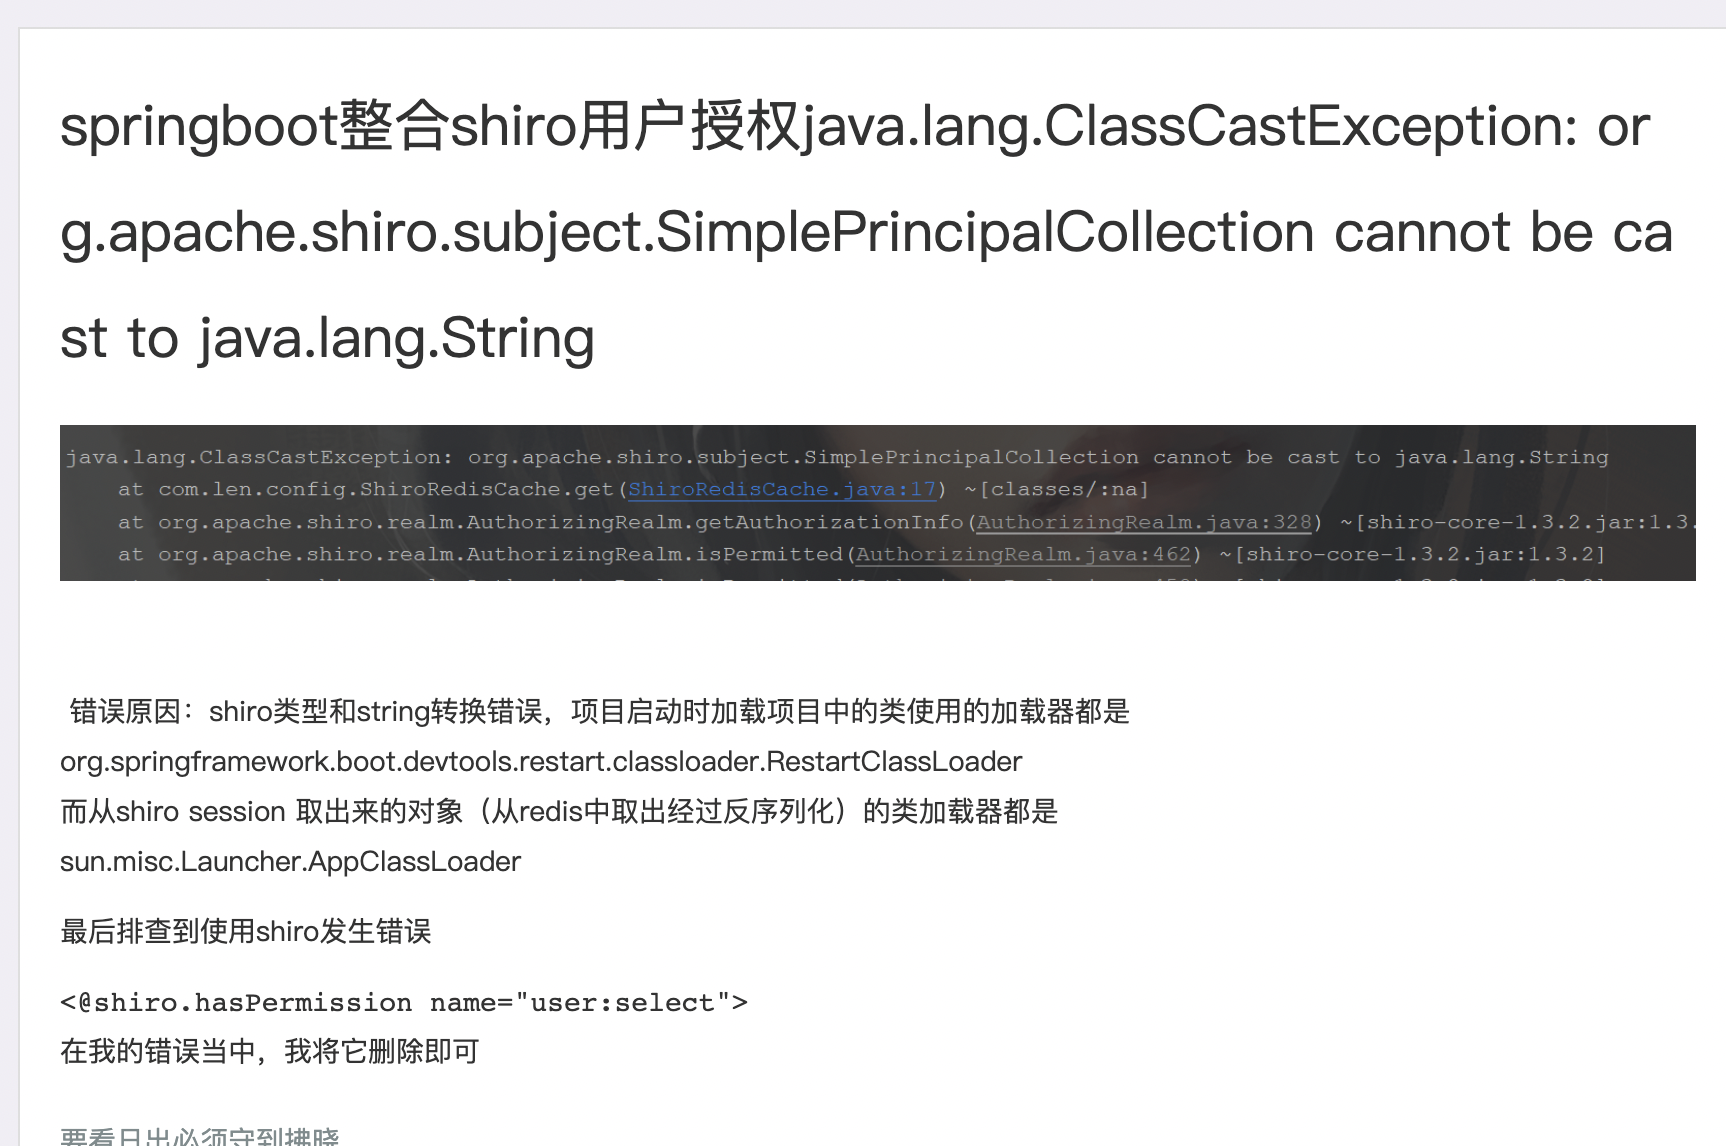 springboot整合shiro用户授权java.lang.ClassCastException: or
g.apache.shiro.subject.SimplePrincipalCollection cannot be ca
st to java.lang.String
java.lang.ClassCastException: org.apache.shiro.subject.SimplePrincipalCollection cannot be cast to java.lang.String
at com.len.config.ShiroRedisCache.get(ShiroRedisCache.java:17) ~[classes/:na]
at org.apache.shiro.realm.AuthorizingRealm.getAuthorizationInfo(AuthorizingRealm.java:328) ~[shiro-core-1.3.2.jar:1.3.
at org.apache.shiro.realm.AuthorizingRealm.isPermitted(AuthorizingRealm.java:462) ~[shiro-core-1.3.2.jar:1.3.2]
错误原因：shiro类型和string转换错误，项目启动时加载项目中的类使用的加载器都是
org.springframework.boot.devtools.restart.classloader.RestartClassLoader
而从shiro session 取出来的对象（从redis中取出经过反序列化）的类加载器都是
sun.misc.Launcher.AppClassLoader
最后排查到使用shiro发生错误
<@shiro.hasPermission name="user:select">
在我的错误当中，我将它删除即可
要看日出必须守到拂晓